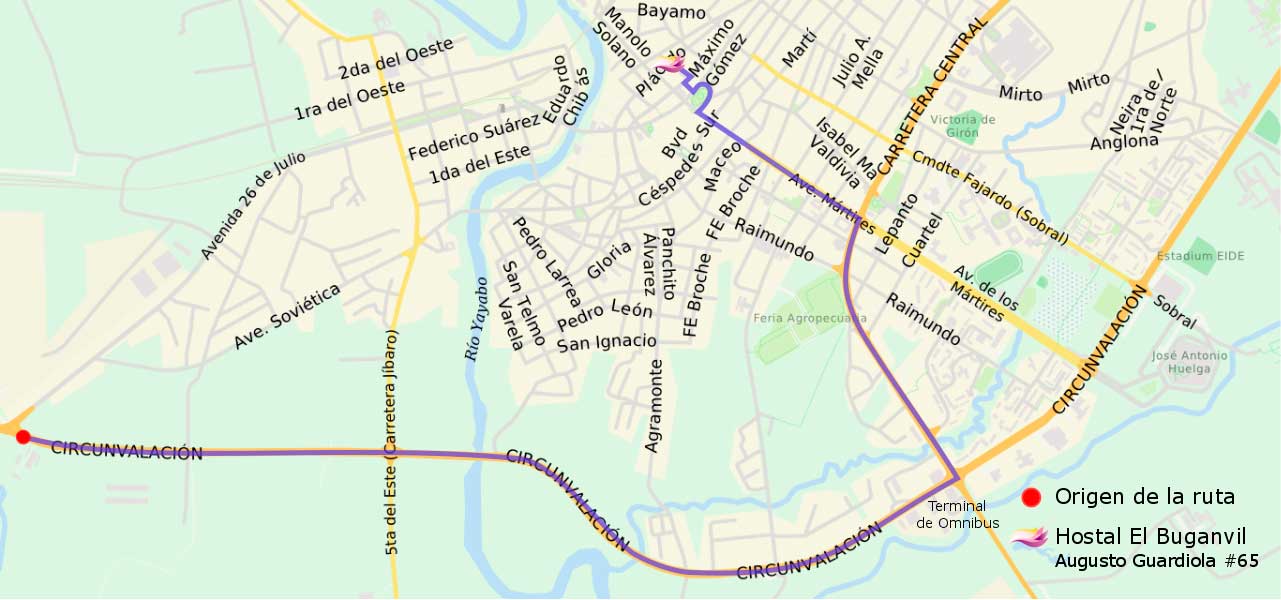 Bayamo
Manolo
Solano
Máximo
Gómez
Martí
Julio A.
Mella
CARRETERA CENTRAL
2da del Oeste
1ra del Oeste
Eduardo
Chibás
Mirto
Mirto
Neira
1ra de/
Norte
Anglona
Victoria de
Girón
Federico Suárez
1da del Este
Bvd
Céspedes Sur
Maceo
Isabel Ma
Valdivia
Cmdte Fajardo (Sobral)
Avenida 26 de Julio
Ave. Mártires
FE Broche
Lepanto
Cuartel
Raimundo
Pedro Larrea
Gloria
Álvarez
Panchito
Estadium EIDE
San Telmo
Varela
FE Broche
Av. de los
Mártires
Sobral
Ave. Soviética
Río Yayabo
Pedro León
San Ignacio
Feria Agropecuaria
Raimundo
CIRCUNVALACIÓN
José Antonio
Huelga
5ta del Este (Carretera Jíbaro)
Agramonte
CIRCUNVALACIÓN
CIRCUNVALACIÓN
CIRCUNVALACIÓN
Terminal
de Omnibus
Origen de la ruta
Hostal El Buganvil
Augusto Guardiola #65